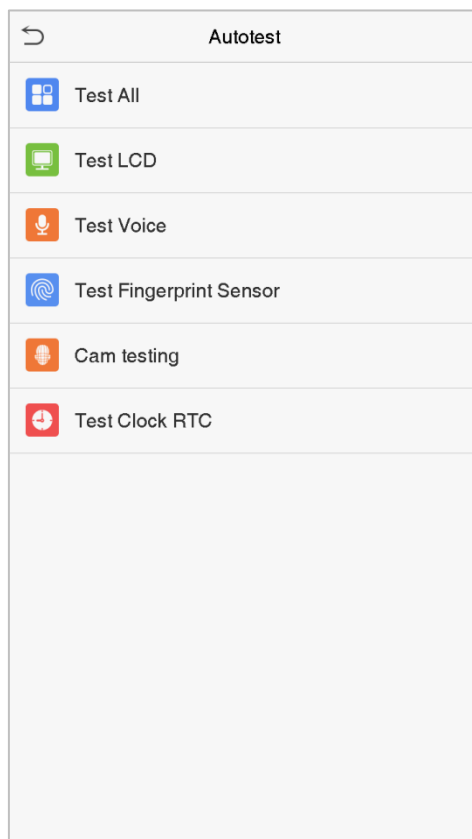 Autotest
Test All
Test LCD
Test Voice
Test Fingerprint Sensor
Cam testing
Test Clock RTC